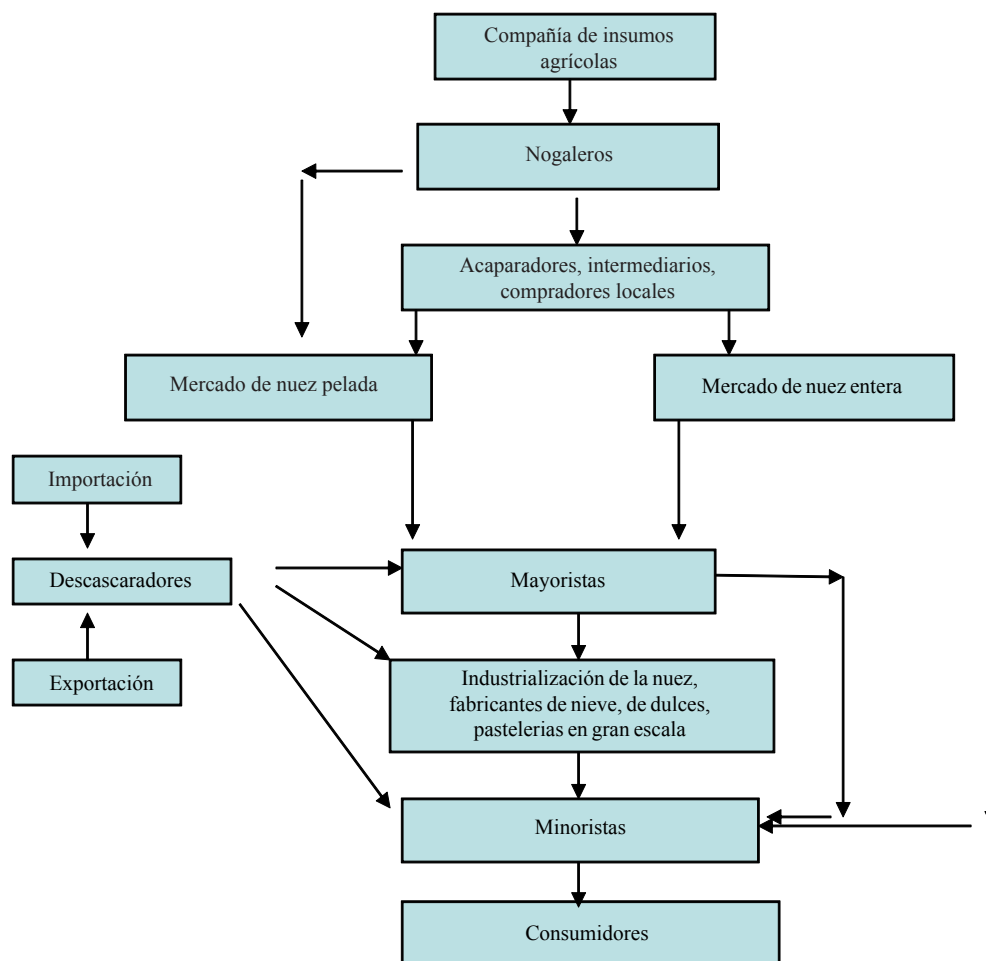 Compañía de insumos
agrícolas
Nogaleros
Acaparadores, intermediarios,
compradores locales
Mercado de nuez pelada
Mercado de nuez entera
Importación
Descascaradores
Mayoristas
Exportación
Industrialización de la nuez,
fabricantes de nieve, de dulces,
pastelerias en gran escala
Minoristas
Consumidores